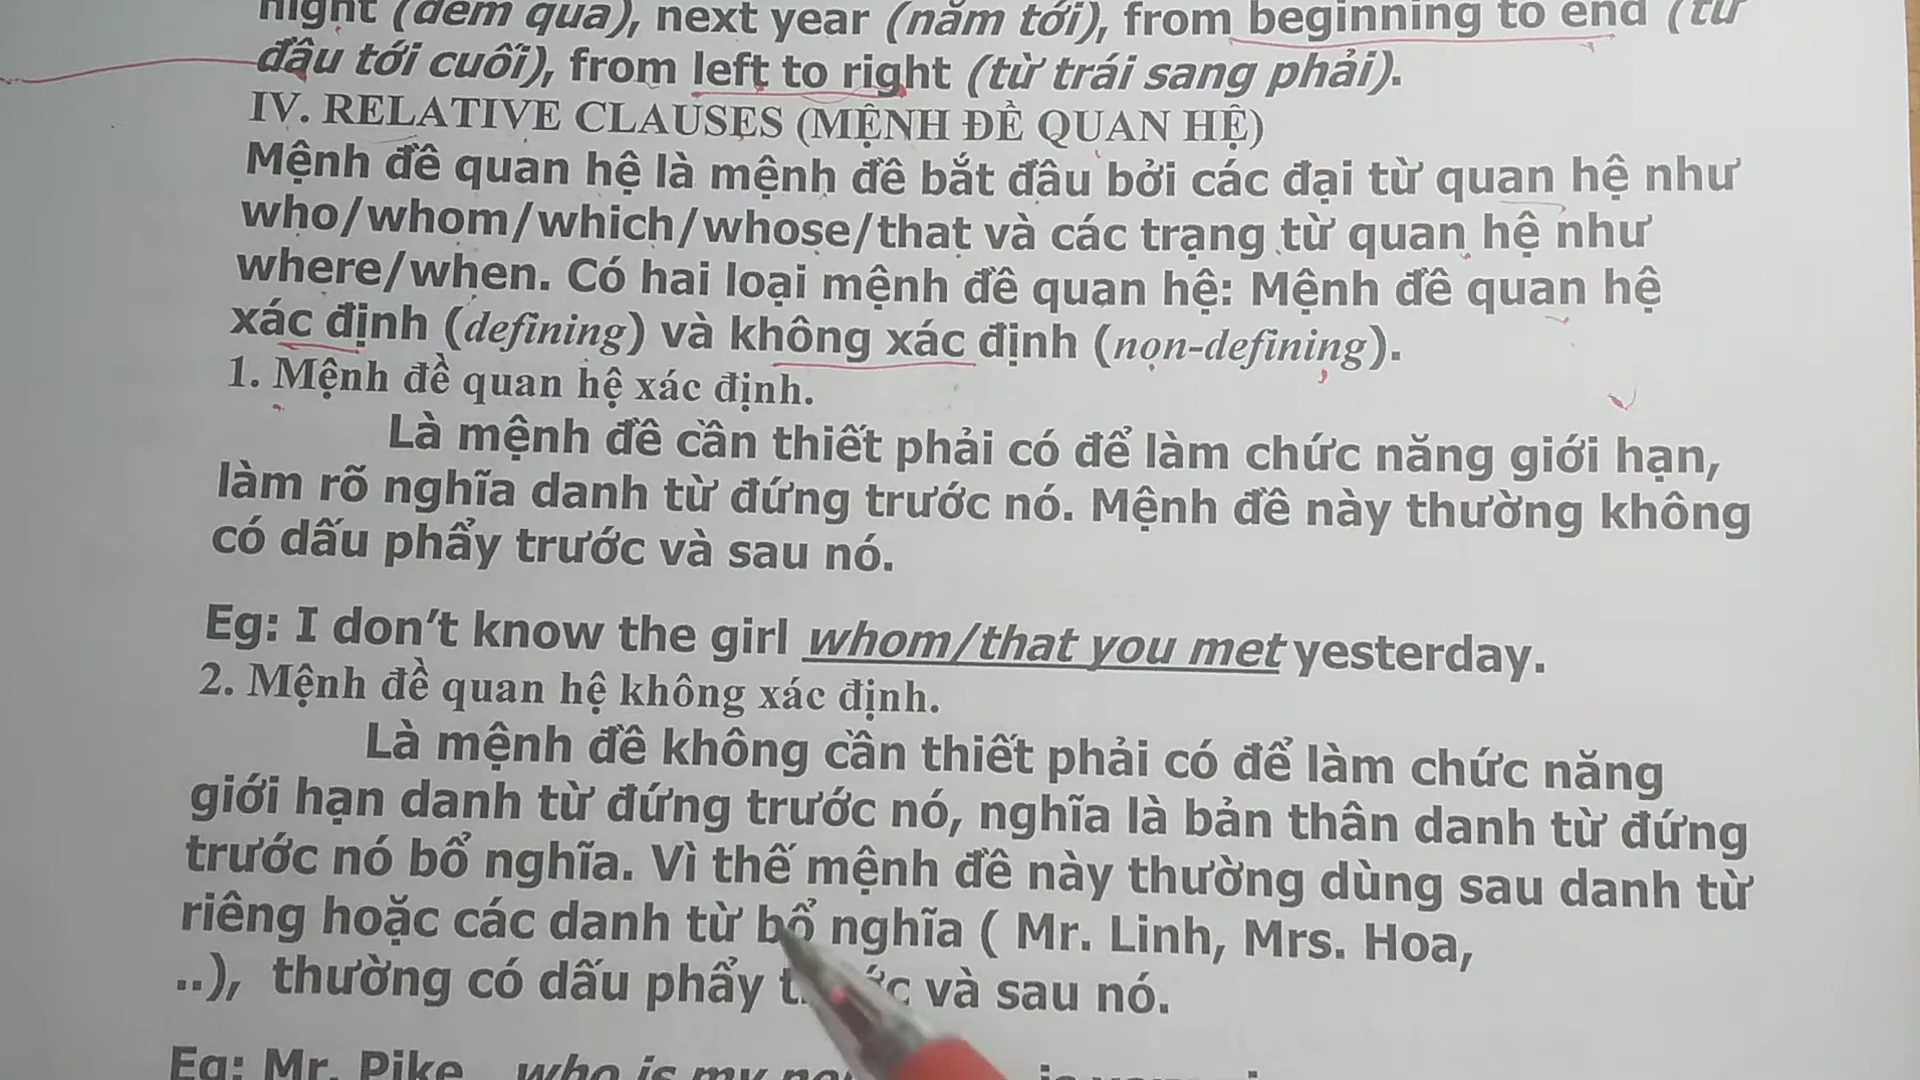 night (đêm qua), next year (năm tới), from beginning to end (từ
đầu tới cuối), from left to right (từ trái sang phải).
IV. RELATIVE CLAUSES (MỆNH ĐỀ QUAN HỆ)
Mệnh đề quan hệ là mệnh đề bắt đầu bởi các đại từ quan hệ như
who/whom/which/whose/that và các trạng từ quan hệ như
where/when. Có hai loại mệnh đề quan hệ: Mệnh đề quan hệ
xác định (defining) và không xác định (non-defining).
1. Mệnh đề quan hệ xác định.
Là mệnh đề cần thiết phải có để làm chức năng giới hạn,
làm rõ nghĩa danh từ đứng trước nó. Mệnh đề này thường không
có dấu phẩy trước và sau nó.
Eg: I don't know the girl whom/that you met yesterday.
2. Mệnh đề quan hệ không xác định.
Là mệnh đề không cần thiết phải có để làm chức năng
giới hạn danh từ đứng trước nó, nghĩa là bản thân danh từ đứng
trước nó bổ nghĩa. Vì thế mệnh đề này thường dùng sau danh từ
riêng hoặc các danh từ bổ nghĩa ( Mr. Linh, Mrs. Hoa,
..), thường có dấu phẩy và sau nó.
Eg: Mr. Pike who is my